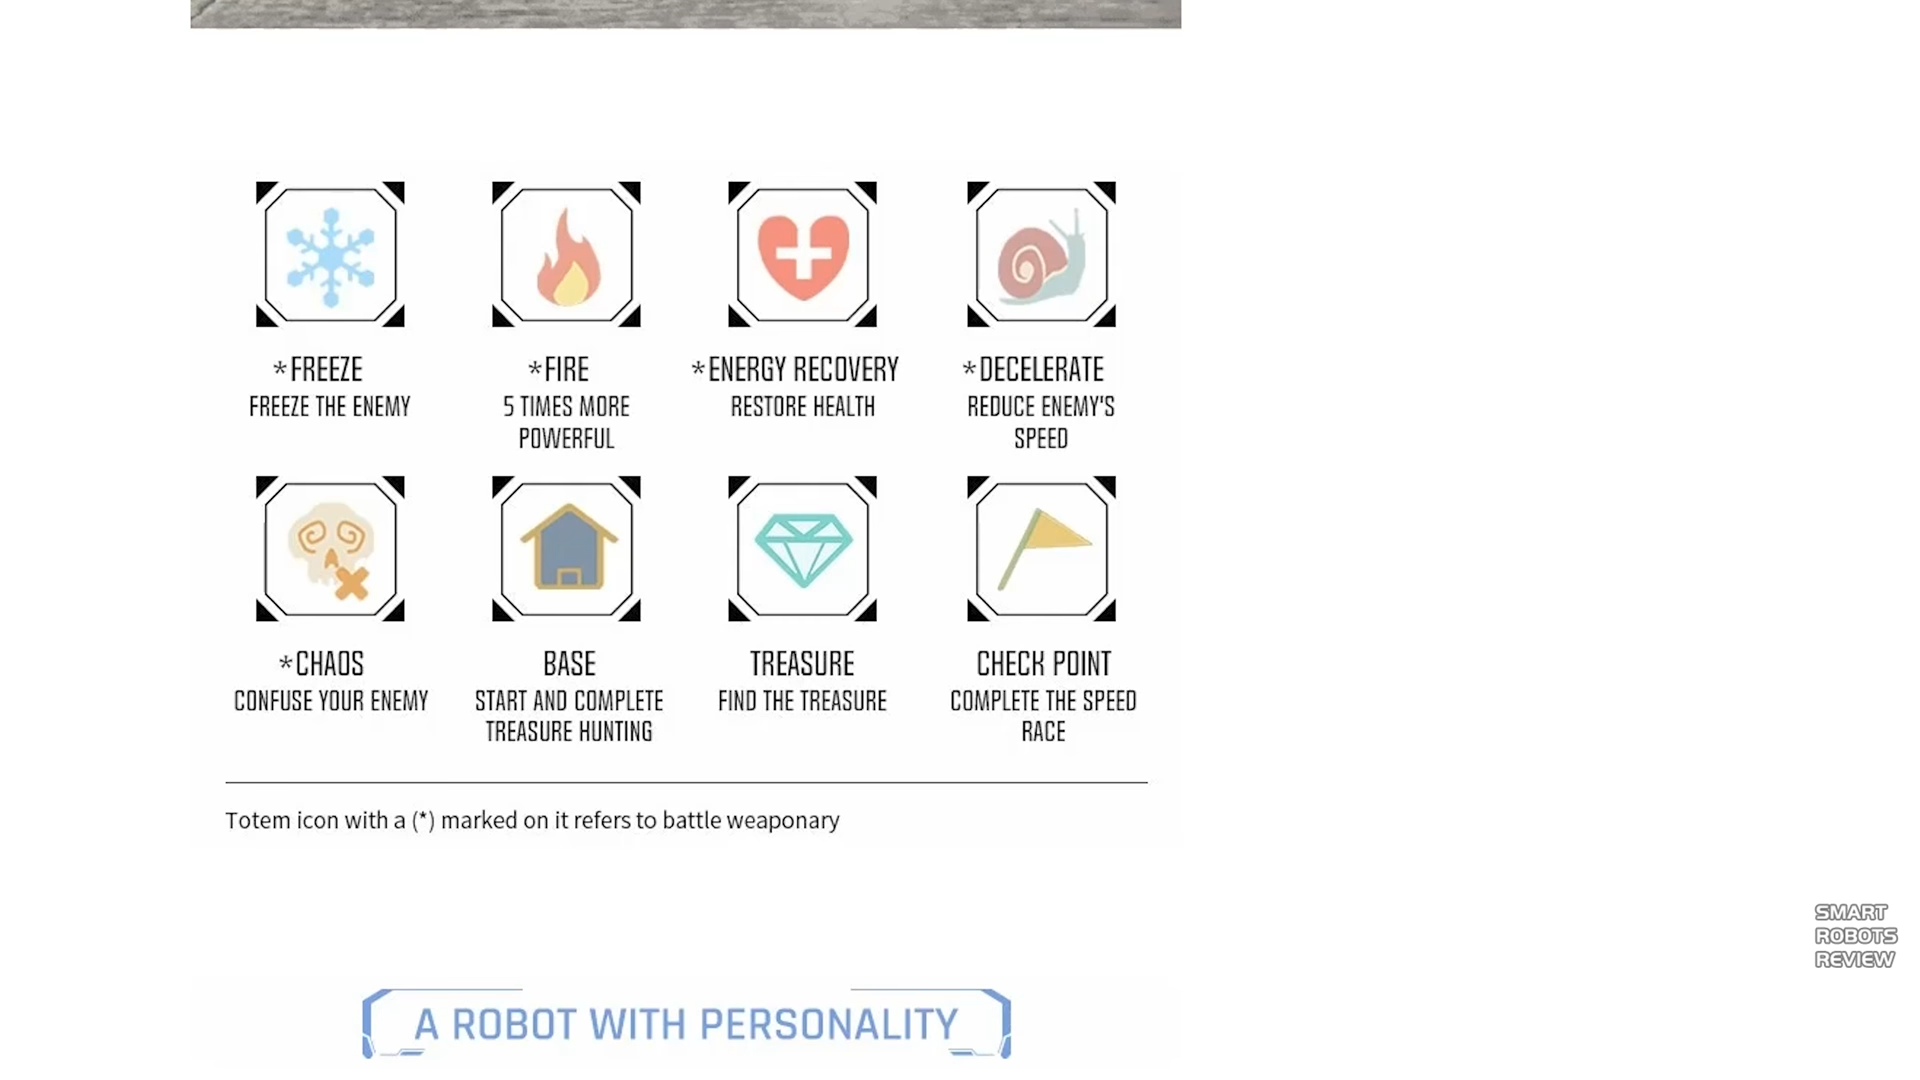 *FREEZE
FREEZE THE ENEMY
*FIRE
5 TIMES MORE
POWERFUL
*ENERGY RECOVERY
RESTORE HEALTH
*DECELERATE
REDUCE ENEMY'S
SPEED
*CHAOS
CONFUSE YOUR ENEMY
BASE
START AND COMPLETE
TREASURE HUNTING
TREASURE
FIND THE TREASURE
CHECK POINT
COMPLETE THE SPEED
RACE
Totem icon with a (*) marked on it refers to battle weaponary
SMART
ROBOTS
REVIEW
A ROBOT WITH PERSONALITY